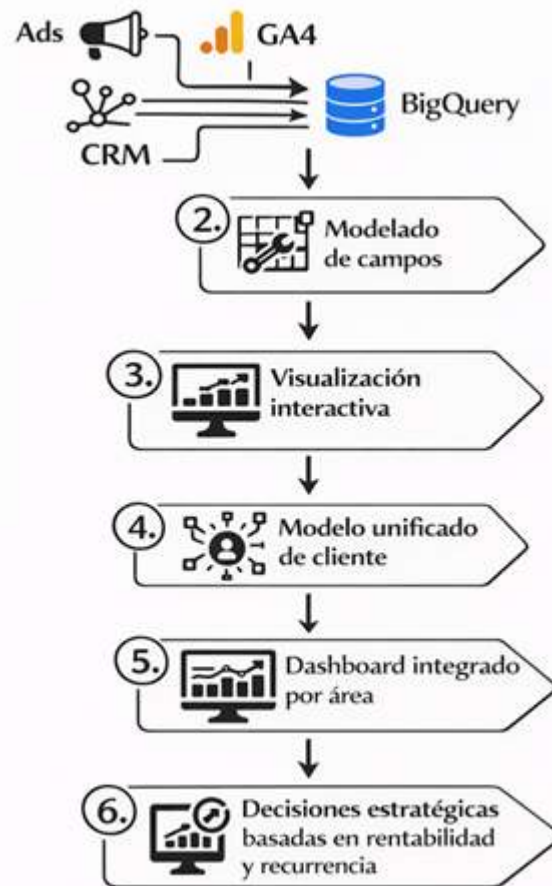 Ads
GA4
BigQuery
CRM
2.
Modelado
de campos
3.
Visualización
interactiva
4.
Modelo unificado
de cliente
5.
Dashboard integrado
por área
6.
Decisiones estratégicas
basadas en rentabilidad
y recurrencia